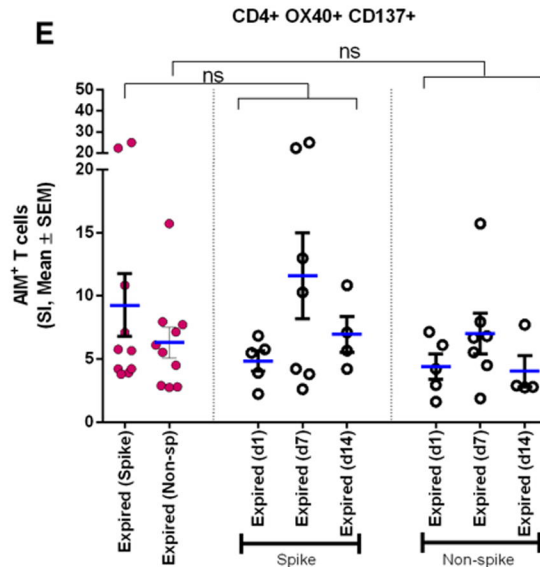 E
CD4+ OX40+ CD137+
ns
ns
AIM+ T cells
(SI, Mean ± SEM)
50
40
30
20
20
15
10
5
0
Expired (Spike)
Expired (Non-sp)
Expired (d1)
Expired (d7)
Expired (d14)
Expired (d1)
Expired (d7)
Expired (d14)
Spike
Non-spike